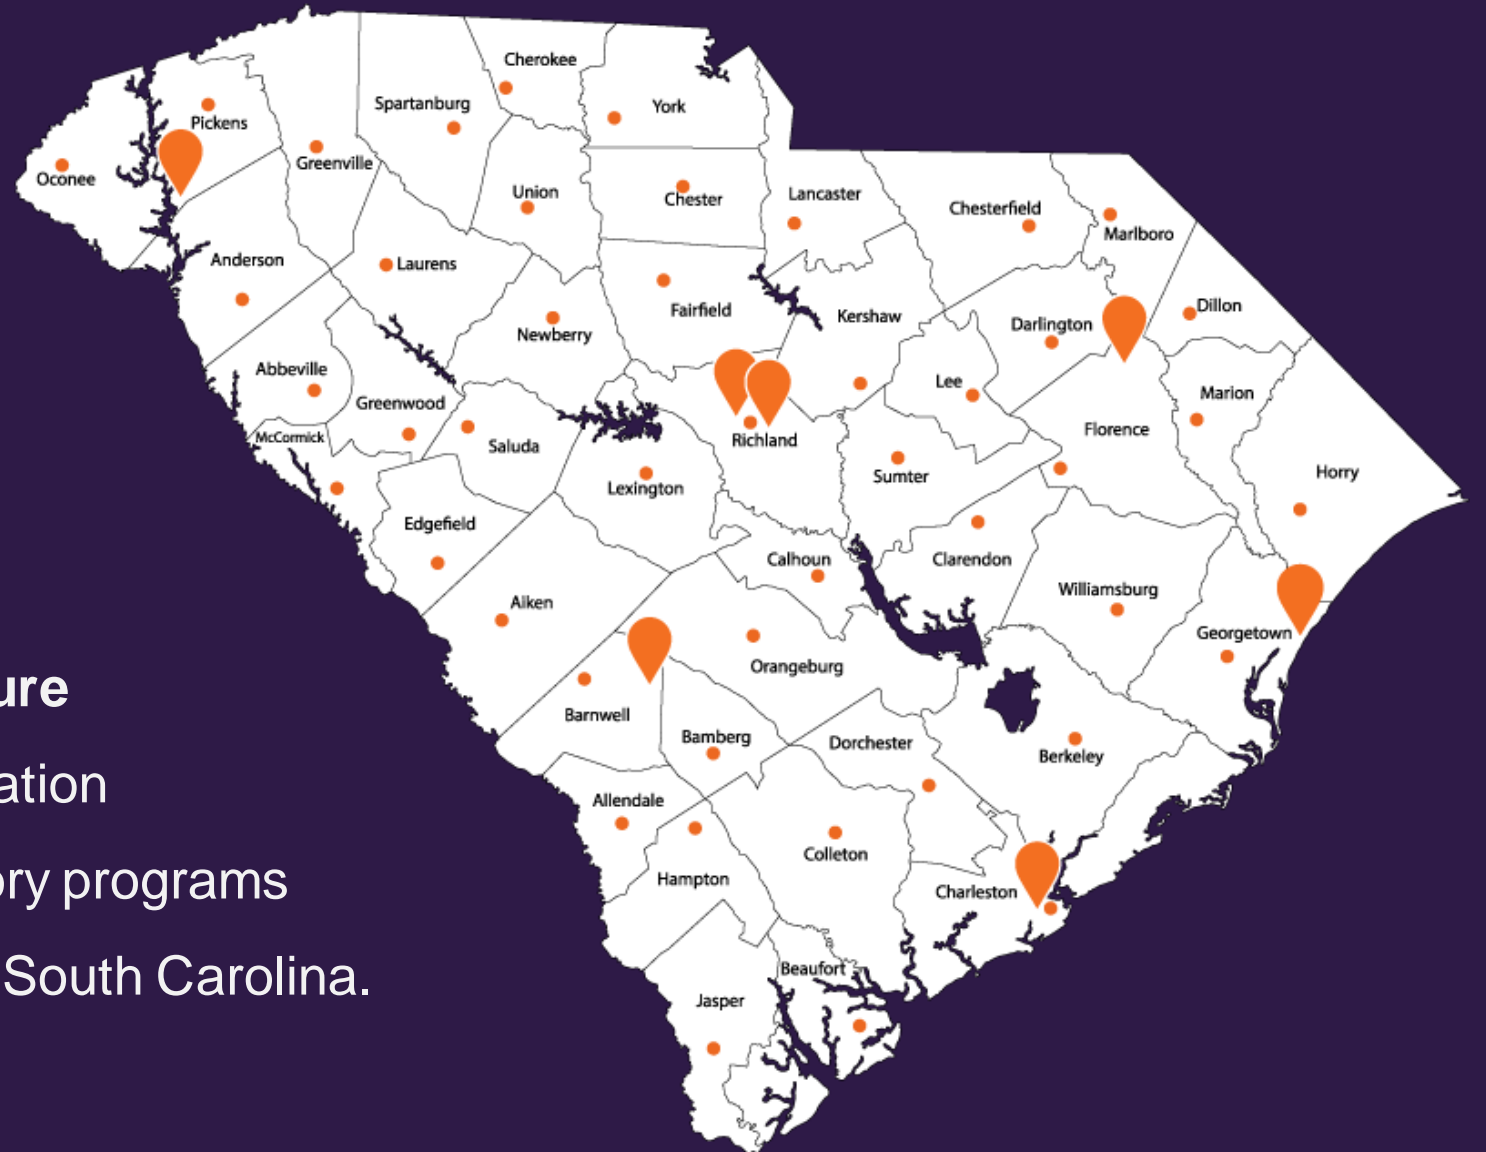 Cherokee
Spartanburg
York
Pickens
Greenville
Oconee
Union
Chester
Lancaster
Chesterfield
Marlboro
Anderson
Laurens
Fairfield
Kershaw
Darlington
Dillon
Newberry
Abbeville
Greenwood
Lee
Marion
McCormick
Saluda
Richland
Florence
Lexington
Sumter
Horry
Edgefield
Calhoun
Clarendon
Aiken
Williamsburg
Orangeburg
Georgetown
Barnwell
Bamberg
Dorchester
Berkeley
Allendale
Colleton
Hampton
Charleston
Beaufort
Jasper
ure
ation
ory programs
South Carolina.